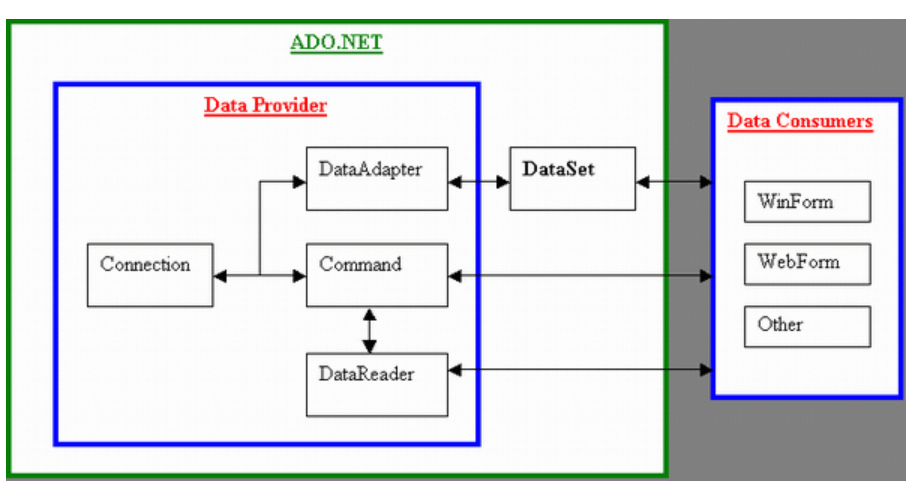 ADO.NET
Data Provider
Data Consumers
DataAdapter
DataSet
WinForm
Connection
Command
WebForm
Other
DataReader